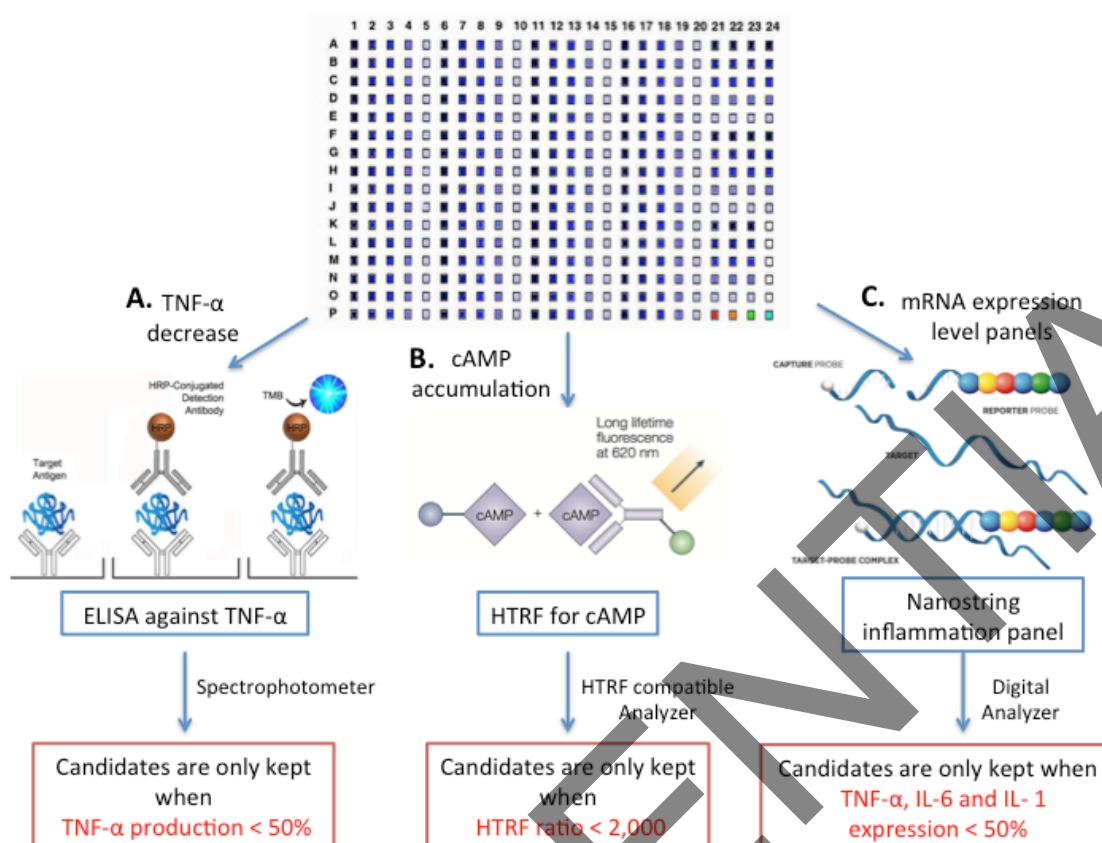 1 2 3 4 5 6 7 8 9 10 11 12 13 14 15 16 17 18 19 20 21 22 23 24
A
B
C
D
E
F
G
H
I
J
K
L
M
N
O
P
A. TNF-α
decrease
HRP-Conjugated
Detection
Antibody
TMB
HRP
HRP
Target
Antigen
ELISA against TNF-α
Spectrophotometer
Candidates are only kept
when
TNF-α production < 50%
B. cAMP
accumulation
Long lifetime
fluorescence
at 620 nm
cAMP + cAMP
HTRF for cAMP
HTRF compatible
Analyzer
Candidates are only kept
when
HTRF ratio < 2,000
C. mRNA expression
level panels
CAPTURE PROBE
REPORTER PROBE
TARGET
TARGET-PROBE COMPLEX
Nanostring
inflammation panel
Digital
Analyzer
Candidates are only kept when
TNF-α, IL-6 and IL- 1
expression < 50%
ENTIA